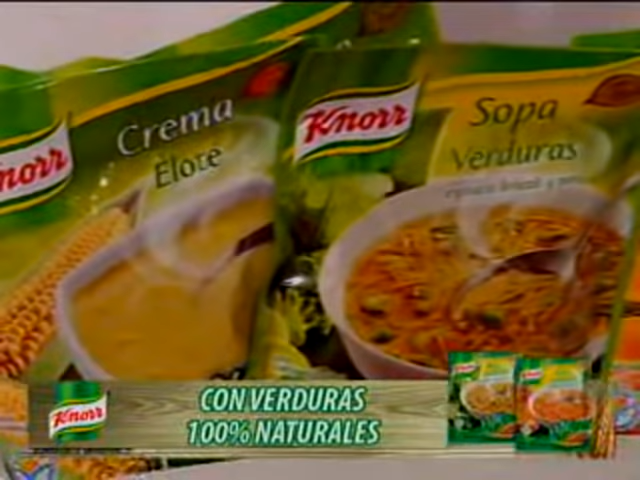 Knorr
Crema
Elote
Knorr
Sopa
Verduras
Knorr
CON VERDURAS
100% NATURALES